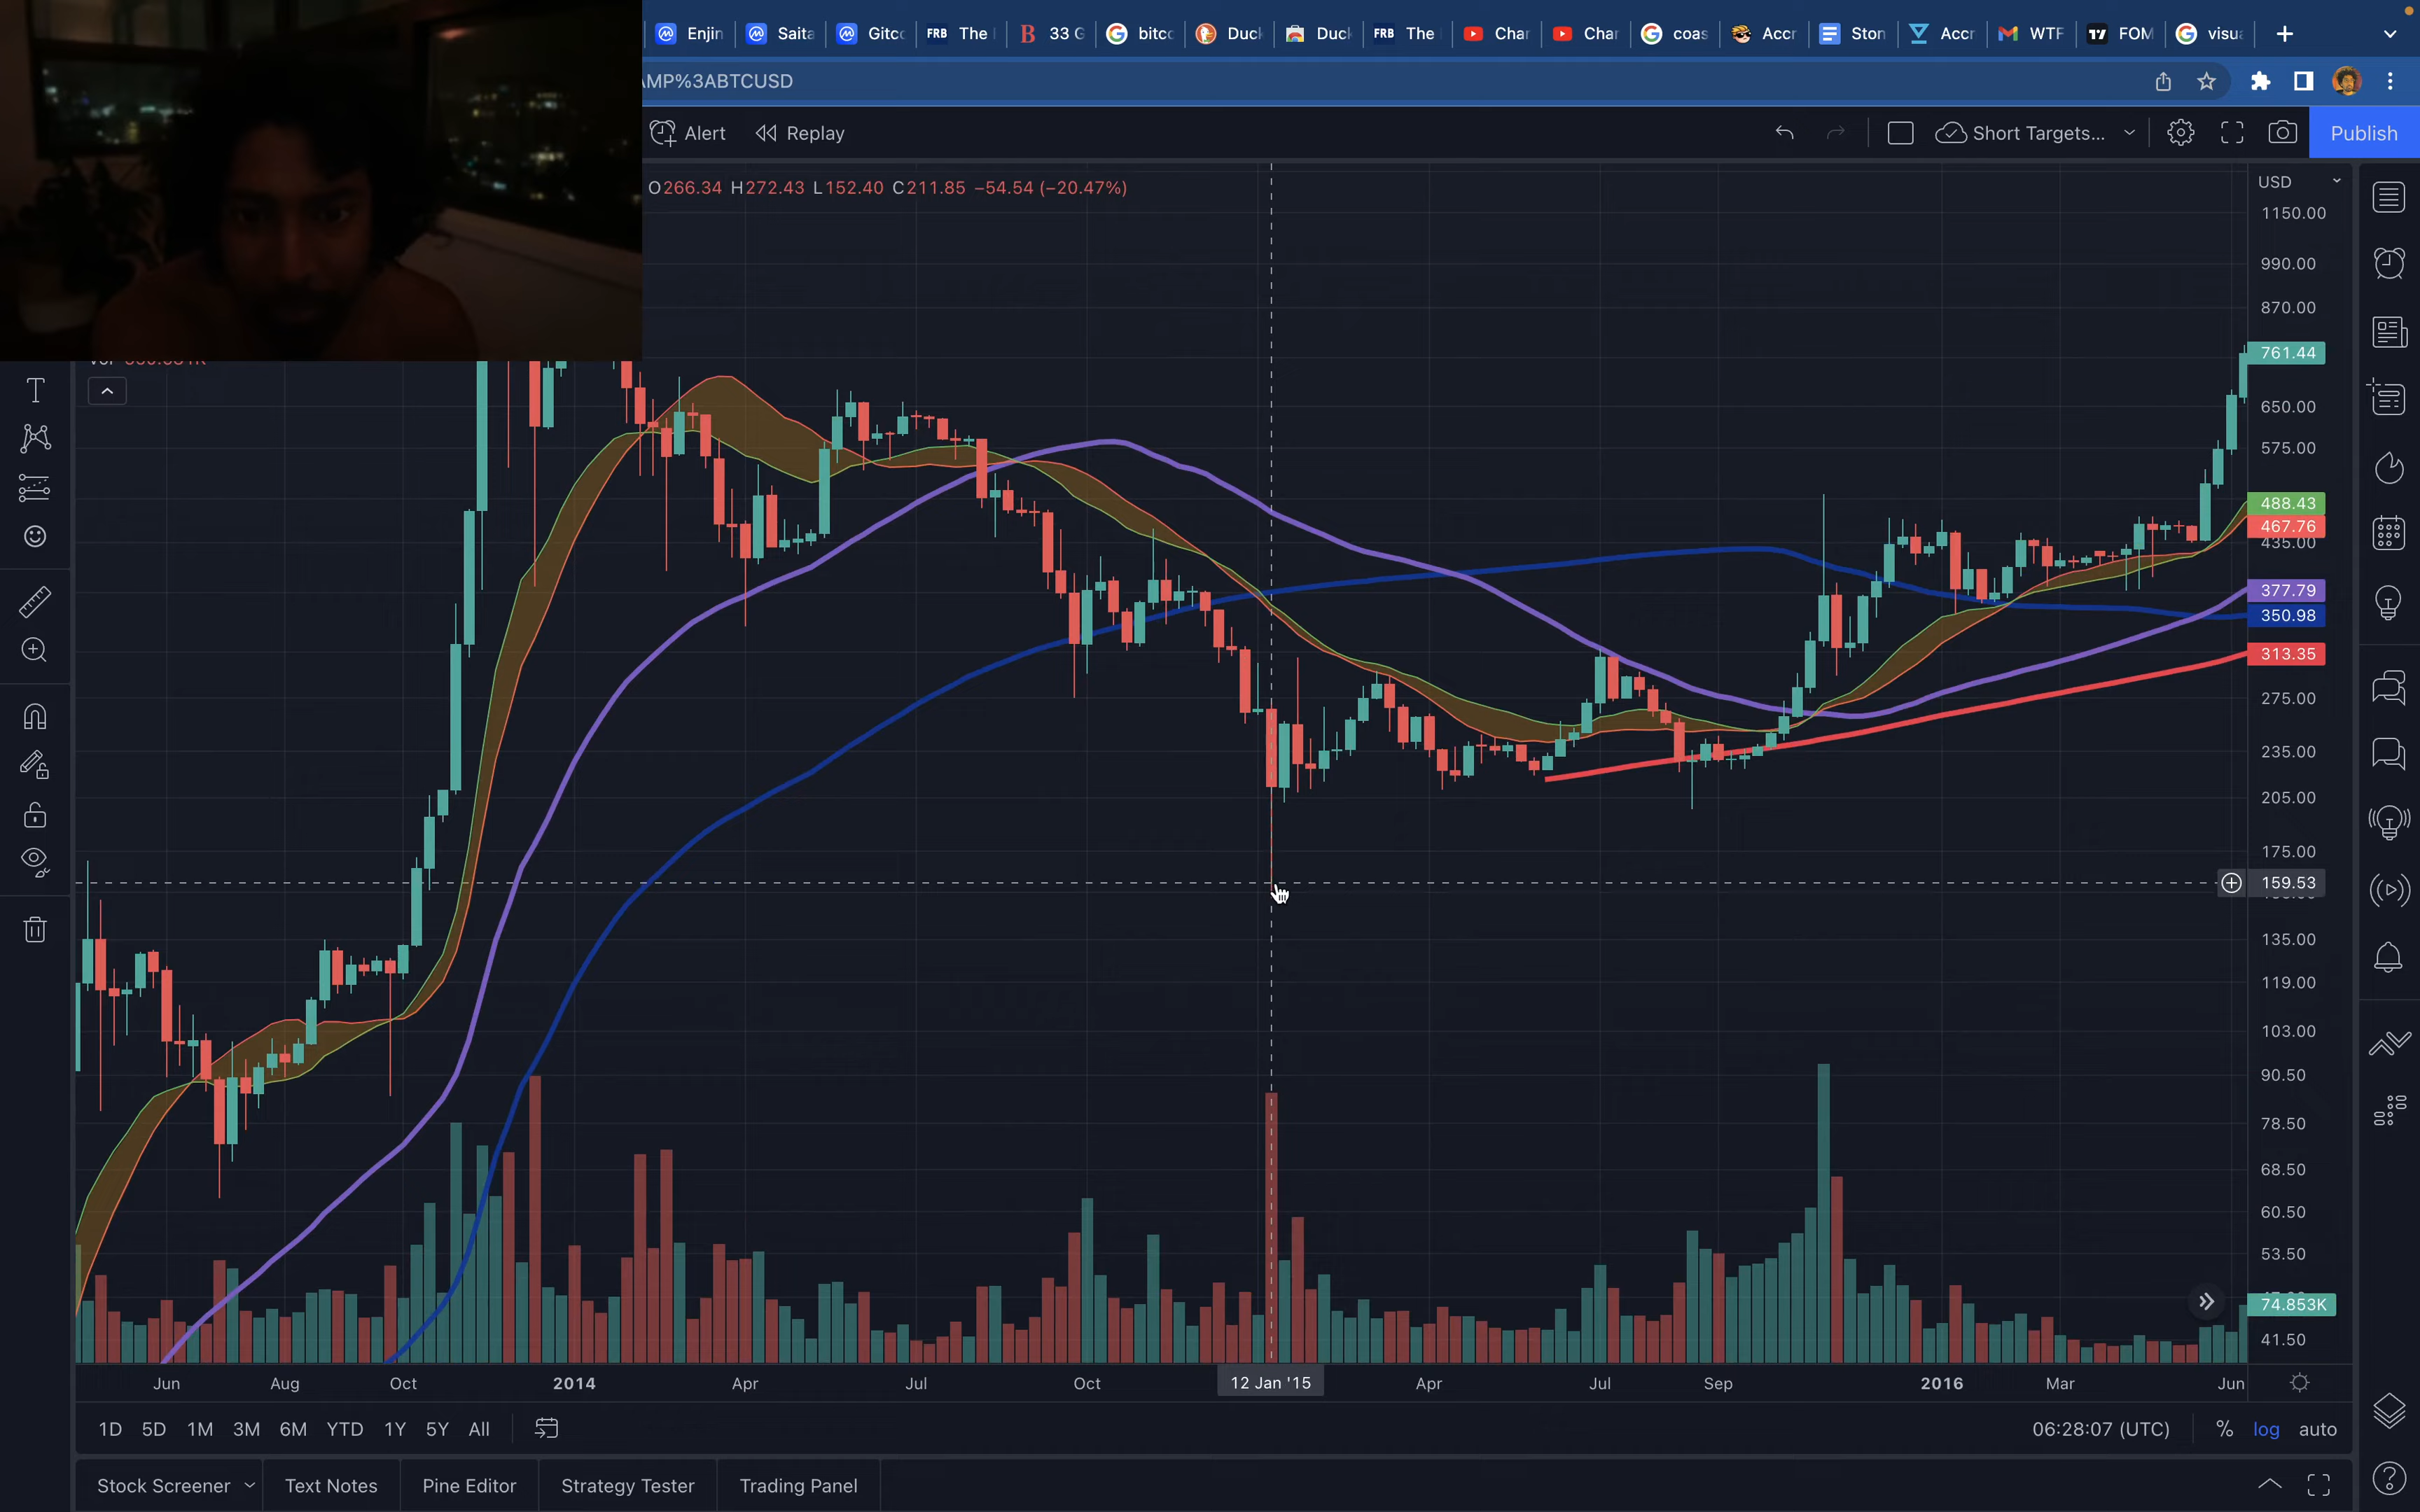 Enjin Saita Gitco FRB The B 33 G bitco Duck Duck FRB The Char Char coas Accr Ston Accr WTF FOM visua
AMP%3ABTCUSD
Alert Replay Short Targets... Publish
O266.34 H272.43 L152.40 C211.85 −54.54 (−20.47%)
USD
1150.00
990.00
870.00
761.44
650.00
575.00
488.43
467.76
435.00
377.79
350.98
313.35
275.00
235.00
205.00
175.00
159.53
135.00
119.00
103.00
90.50
78.50
68.50
60.50
53.50
74.853K
41.50
Jun Aug Oct 2014 Apr Jul Oct 12 Jan '15 Apr Jul Sep 2016 Mar Jun
1D 5D 1M 3M 6M YTD 1Y 5Y All 06:28:07 (UTC) % log auto
Stock Screener Text Notes Pine Editor Strategy Tester Trading Panel